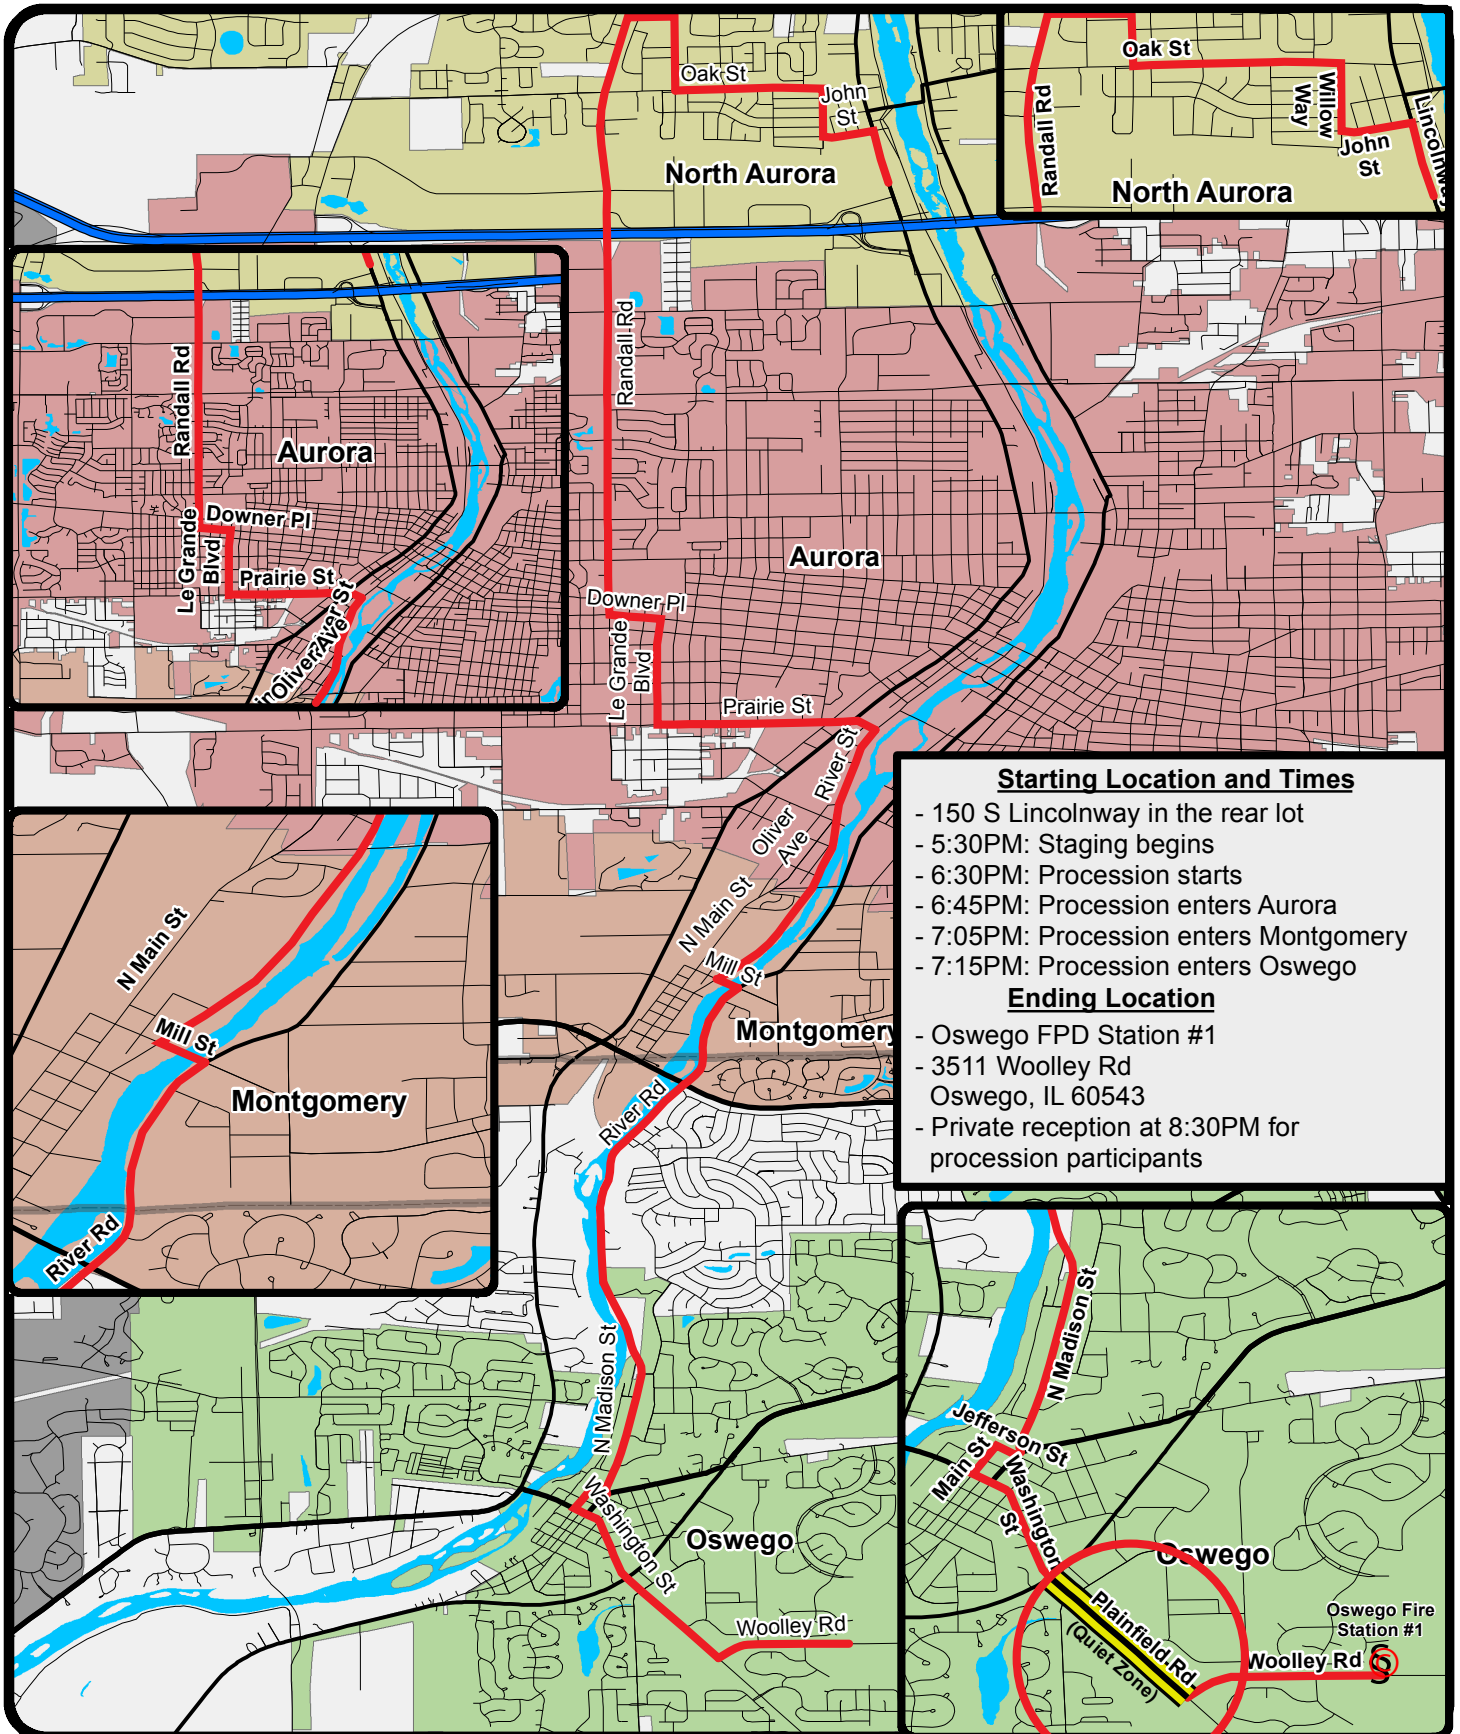 Oak St
John
St
North Aurora
Randall Rd
Downer Pl
Le Grande
Blvd
Aurora
Prairie St
River St
Oliver
Ave
N Main St
Mill St
Montgomery
River Rd
N Madison St
Washington St
Oswego
Woolley Rd
Oak St
Randall Rd
Willow
Way
John
St
North Aurora
Randall Rd
Aurora
Downer Pl
Le Grande
Blvd
Prairie St
Oliver Ave
N Main St
Mill St
Montgomery
River Rd
Starting Location and Times
- 150 S Lincolnway in the rear lot
- 5:30PM: Staging begins
- 6:30PM: Procession starts
- 6:45PM: Procession enters Aurora
- 7:05PM: Procession enters Montgomery
- 7:15PM: Procession enters Oswego
Ending Location
- Oswego FPD Station #1
- 3511 Woolley Rd
Oswego, IL 60543
- Private reception at 8:30PM for
procession participants
N Madison St
Jefferson St
Main St
Washington
St
Oswego
Plainfield Rd
(Quiet Zone)
Oswego Fire
Station #1
Woolley Rd